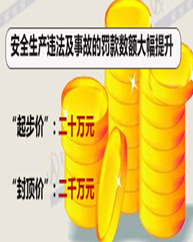 安全生产违法及事故的罚款数额大幅提升
“起步价”：二十万元
“封顶价”：二千万元